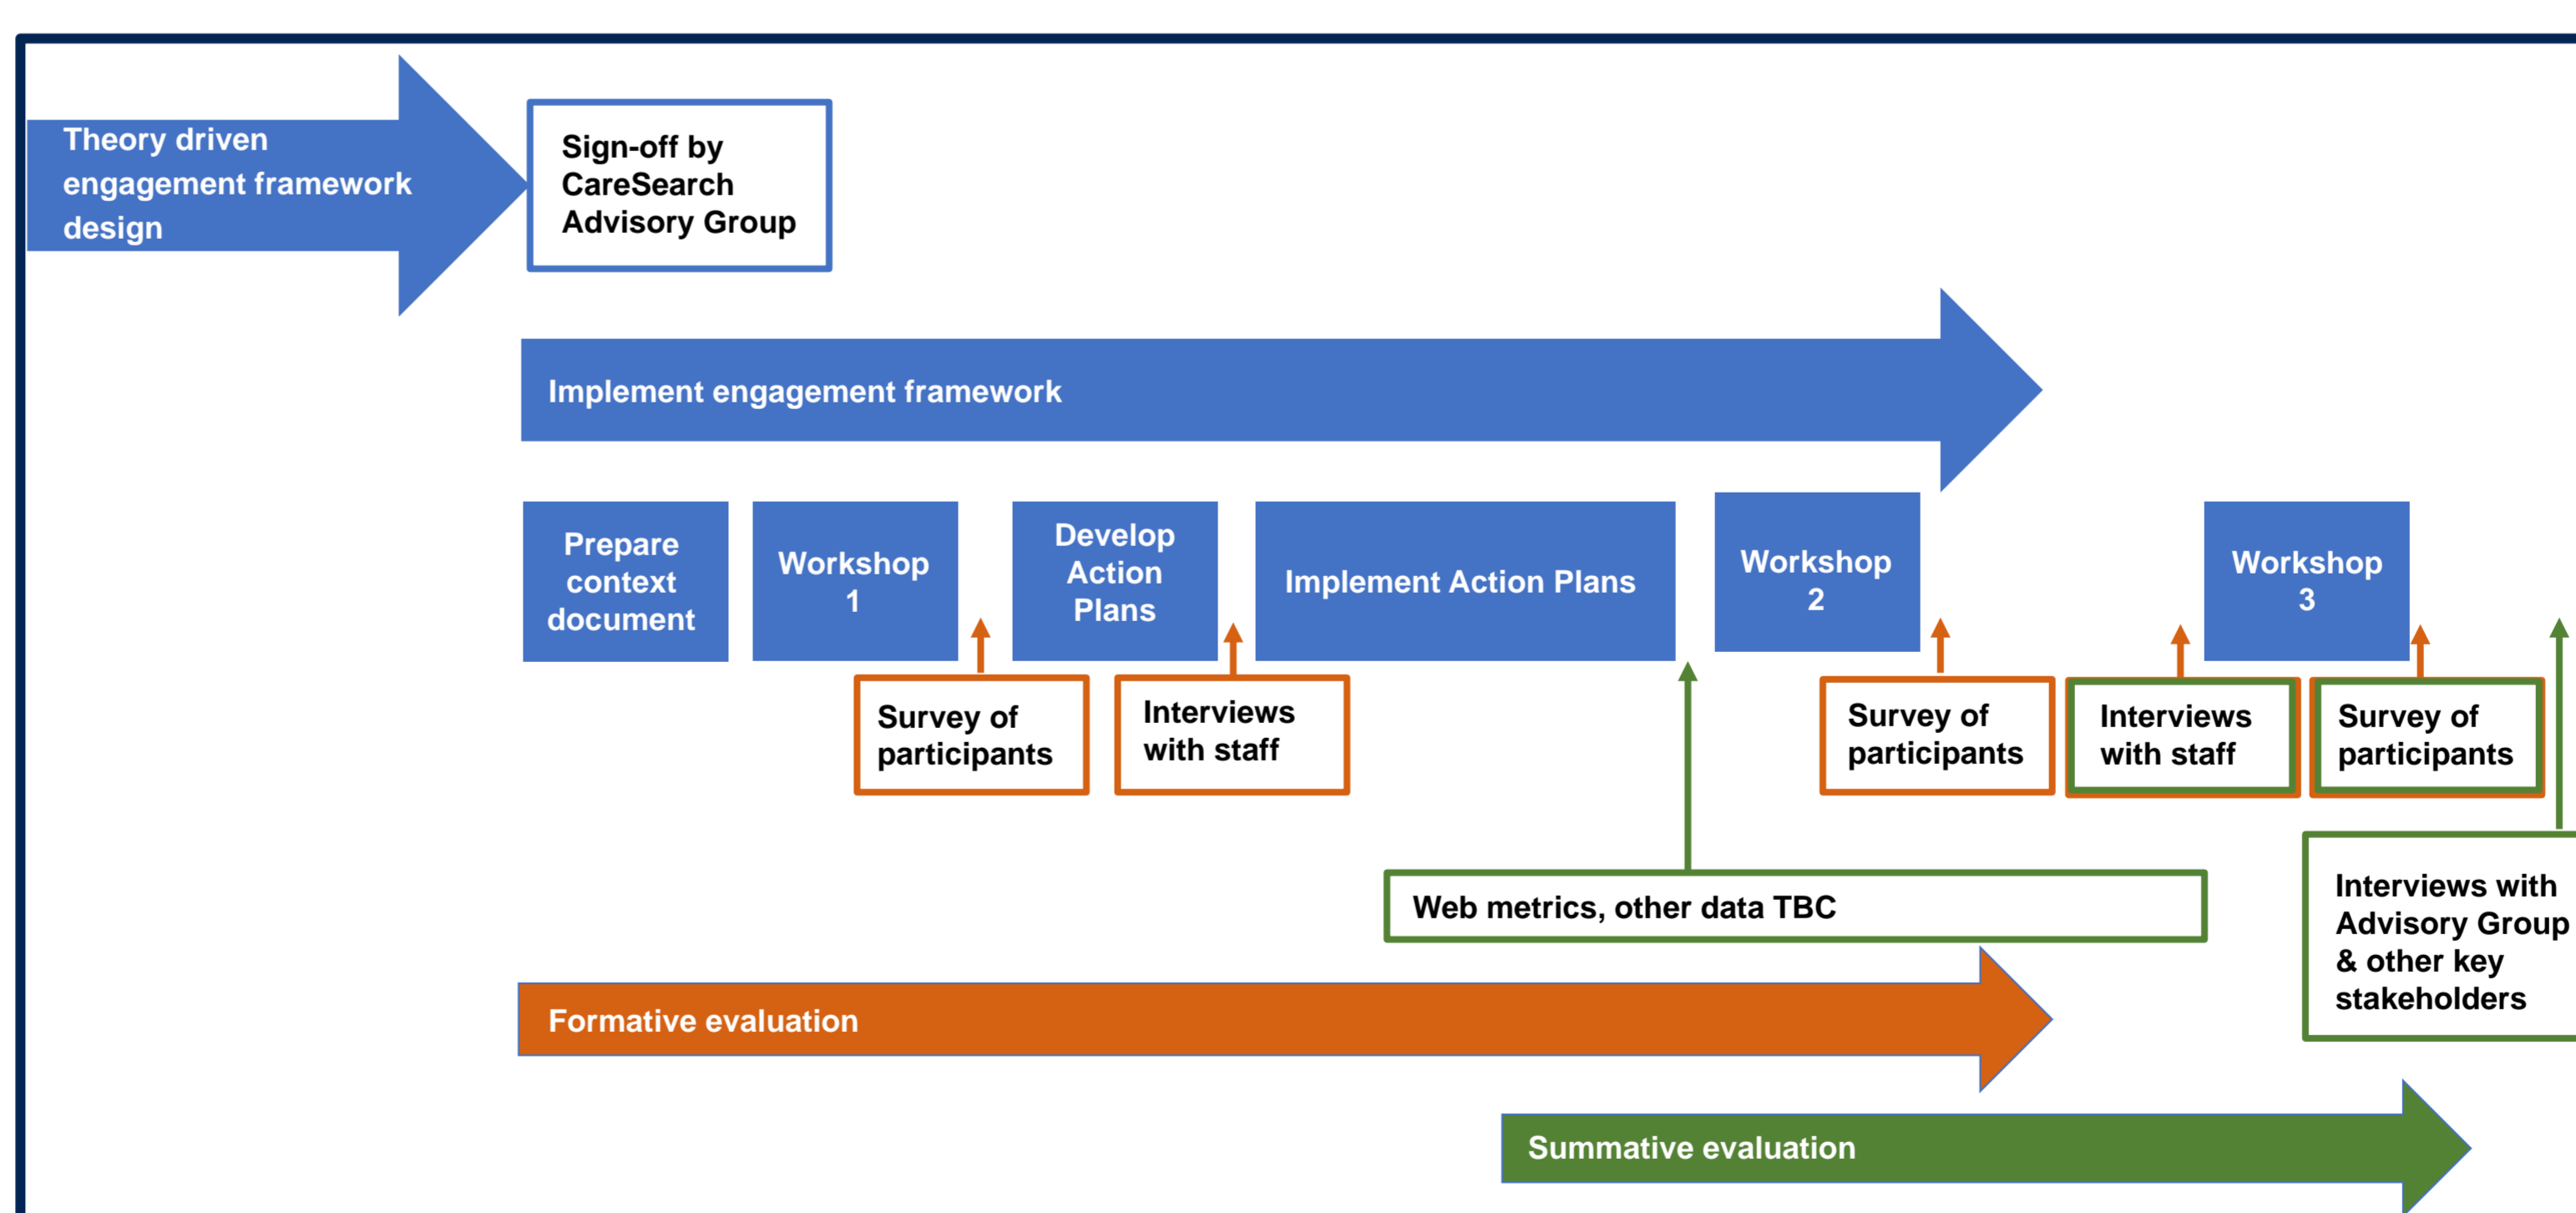 Theory driven
engagement framework
design
Sign-off by
CareSearch
Advisory Group
Implement engagement framework
Prepare
context
document
Workshop
1
Develop
Action
Plans
Implement Action Plans
Workshop
2
Workshop
3
Survey of
participants
Interviews
with staff
Survey of
participants
Interviews
with staff
Survey of
participants
Web metrics, other data TBC
Interviews with
Advisory Group
& other key
stakeholders
Formative evaluation
Summative evaluation